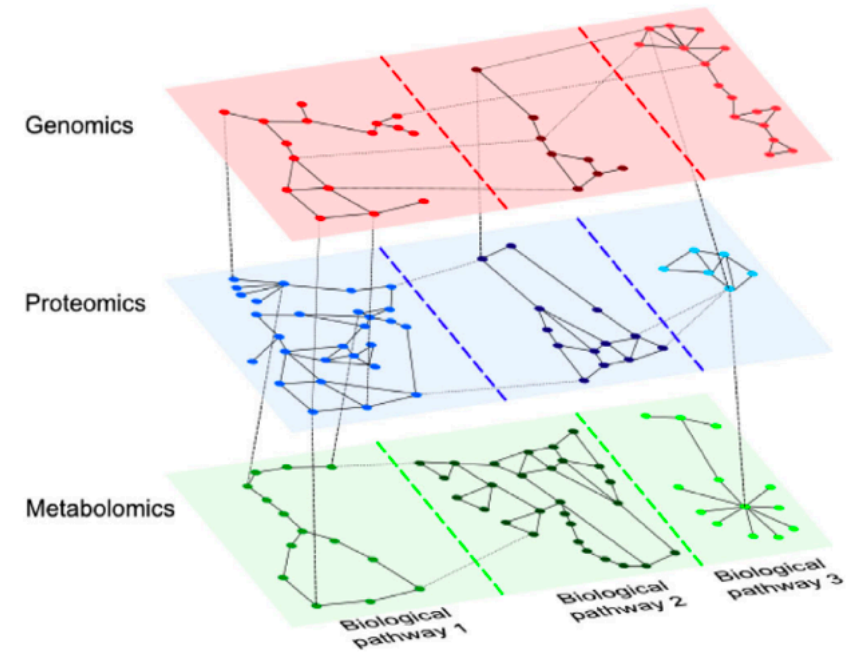 Genomics
Proteomics
Metabolomics
Biological
pathway 1
Biological
pathway 2
Biological
pathway 3